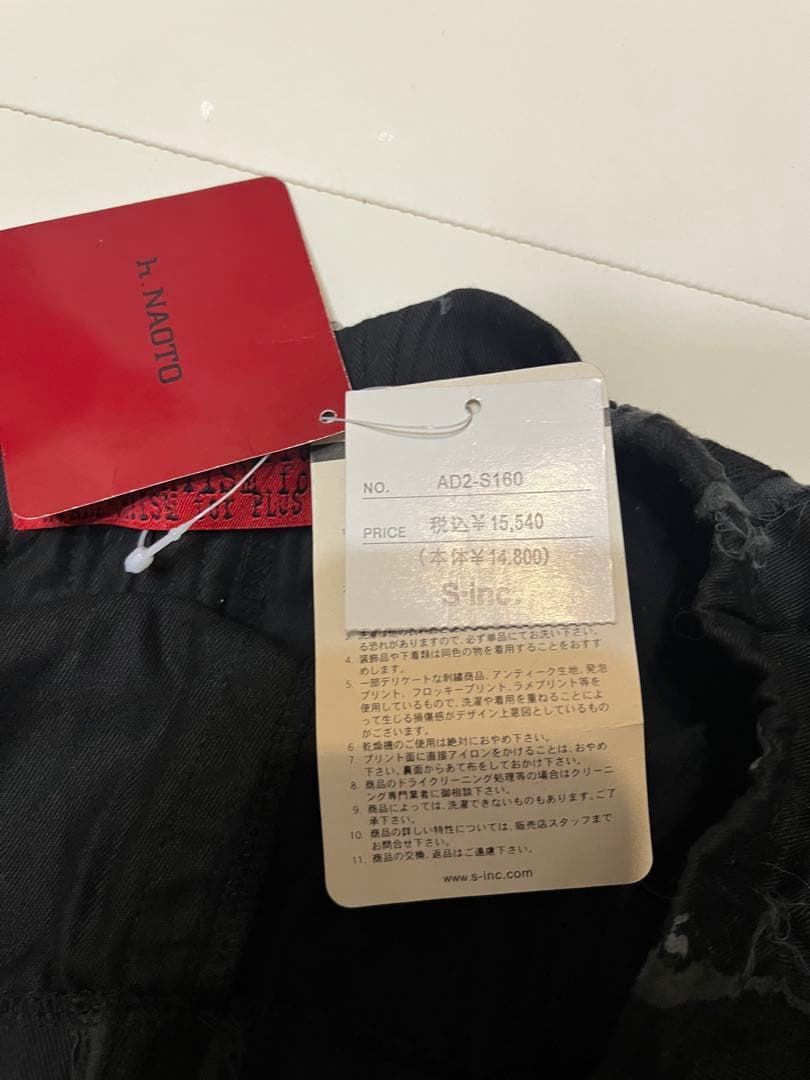 h.NAOTO
FOR PLUS
NO. AD2-S160
PRICE 税込¥15,540
(本体¥14,800)
S-inc.
3.
る恐れがありますので、必ず単品にてお洗い下さい。
4. 装飾品や下着類は同色の物を着用することをおすす
めします。
5. 一部デリケートな刺繍商品、アンティーク生地、発泡
プリント、フロッキープリント、ラメプリント等を
使用しているもので、洗濯や着用を重ねることによ
って生じる損傷感がデザイン上意図としているもの
がございます。
6. 乾燥機のご使用は絶対におやめ下さい。
7 プリント面に直接アイロンをかけることは、おやめ
下さい。裏面からあて布をしておかけ下さい。
8. 商品のドライクリーニング処理等の場合はクリーニ
ング専門業者に御相談下さい。
9. 商品によっては、洗濯できないものもあります。ご了
承下さい。
10. 商品の詳しい特性については、販売店スタッフまで
お問合せ下さい。
11. 商品の交換、返品はご遠慮下さい。
www.s-inc.com